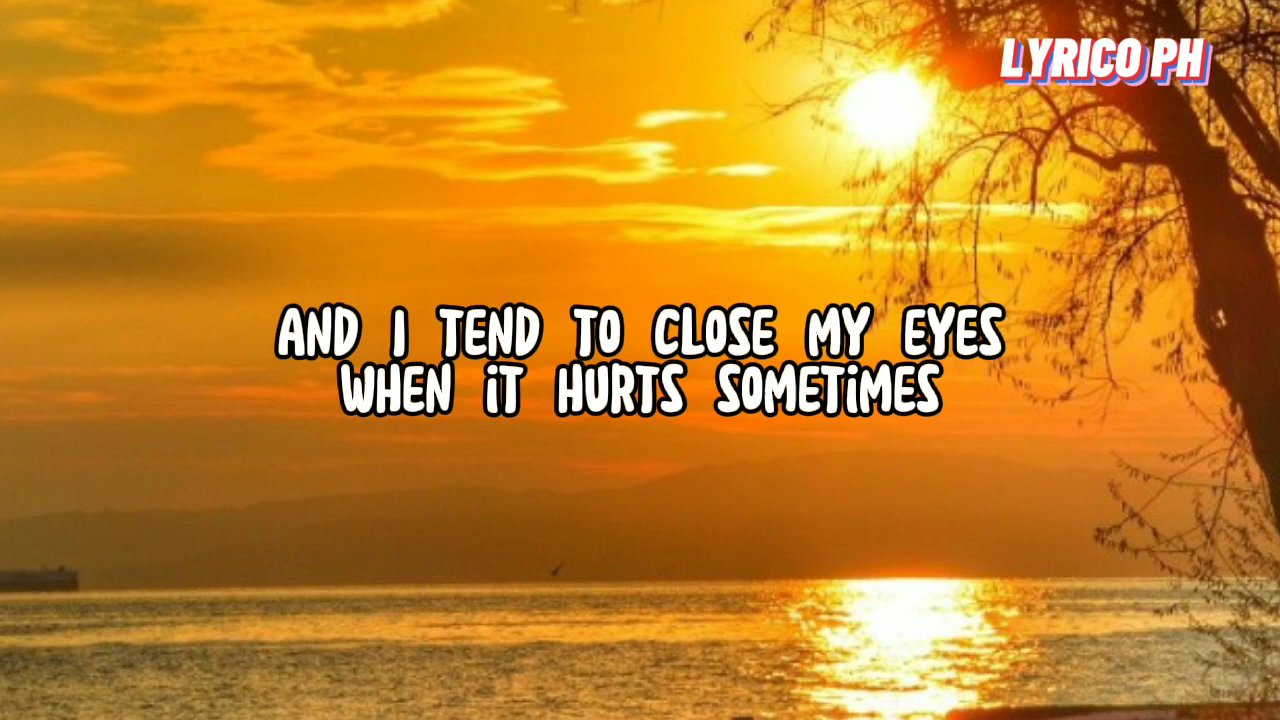 LYRICO PH
AND I TEND TO CLOSE MY EYES
WHEN iT HURTS SOMETiMES